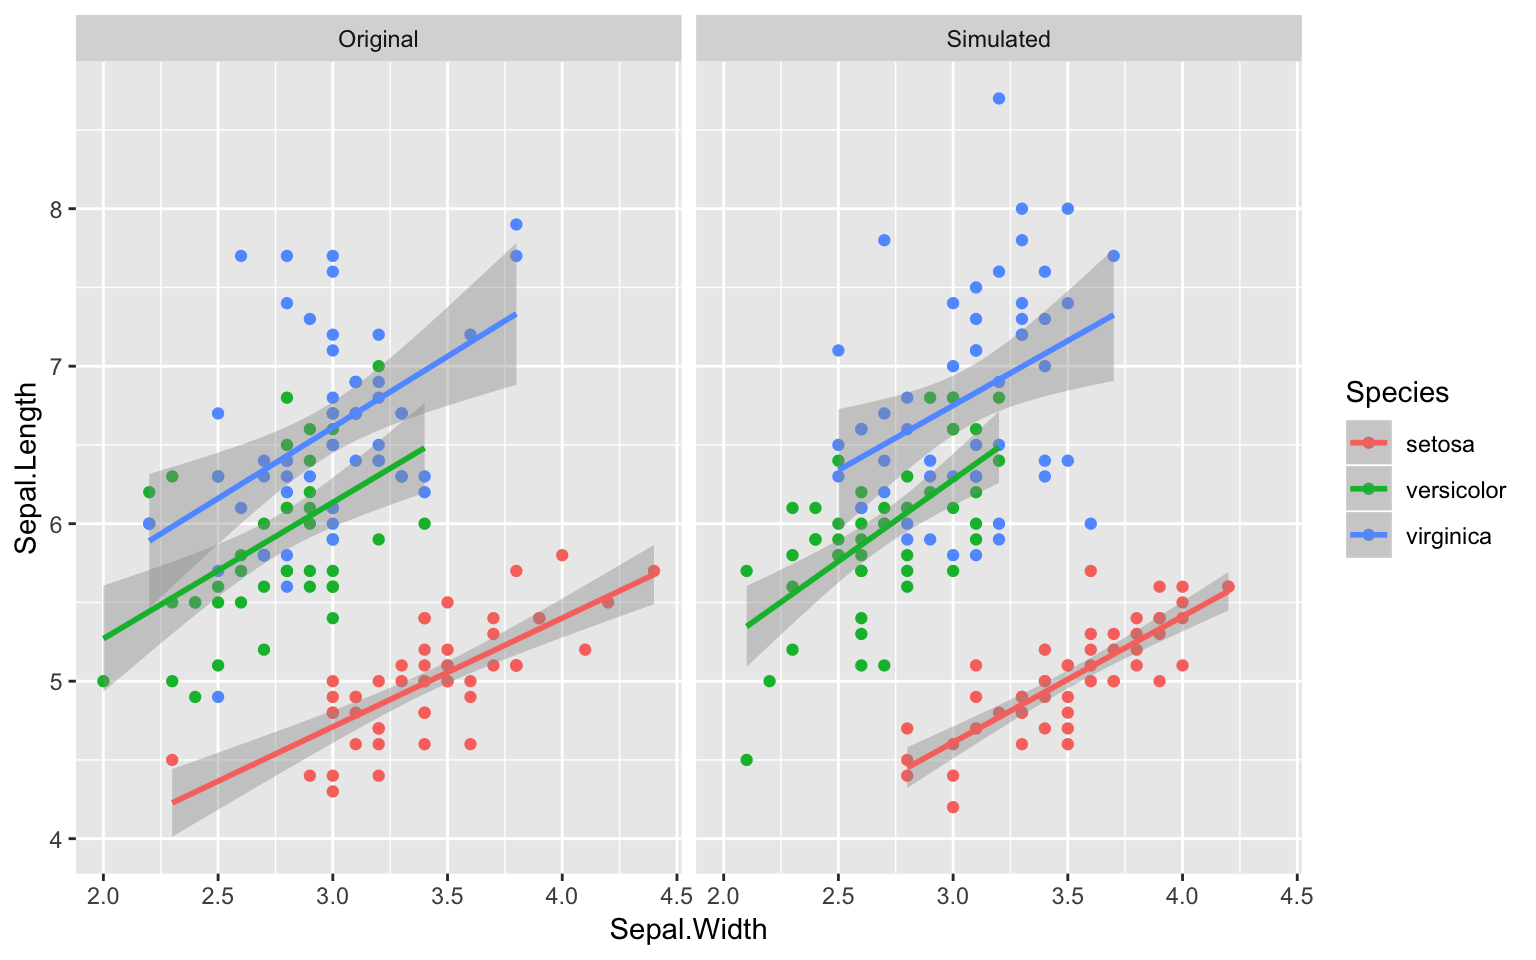 Original
Simulated
Sepal.Length
8
7
6
5
4
2.0 2.5 3.0 3.5 4.0 4.5
2.0 2.5 3.0 3.5 4.0 4.5
Sepal.Width
Species
setosa
versicolor
virginica